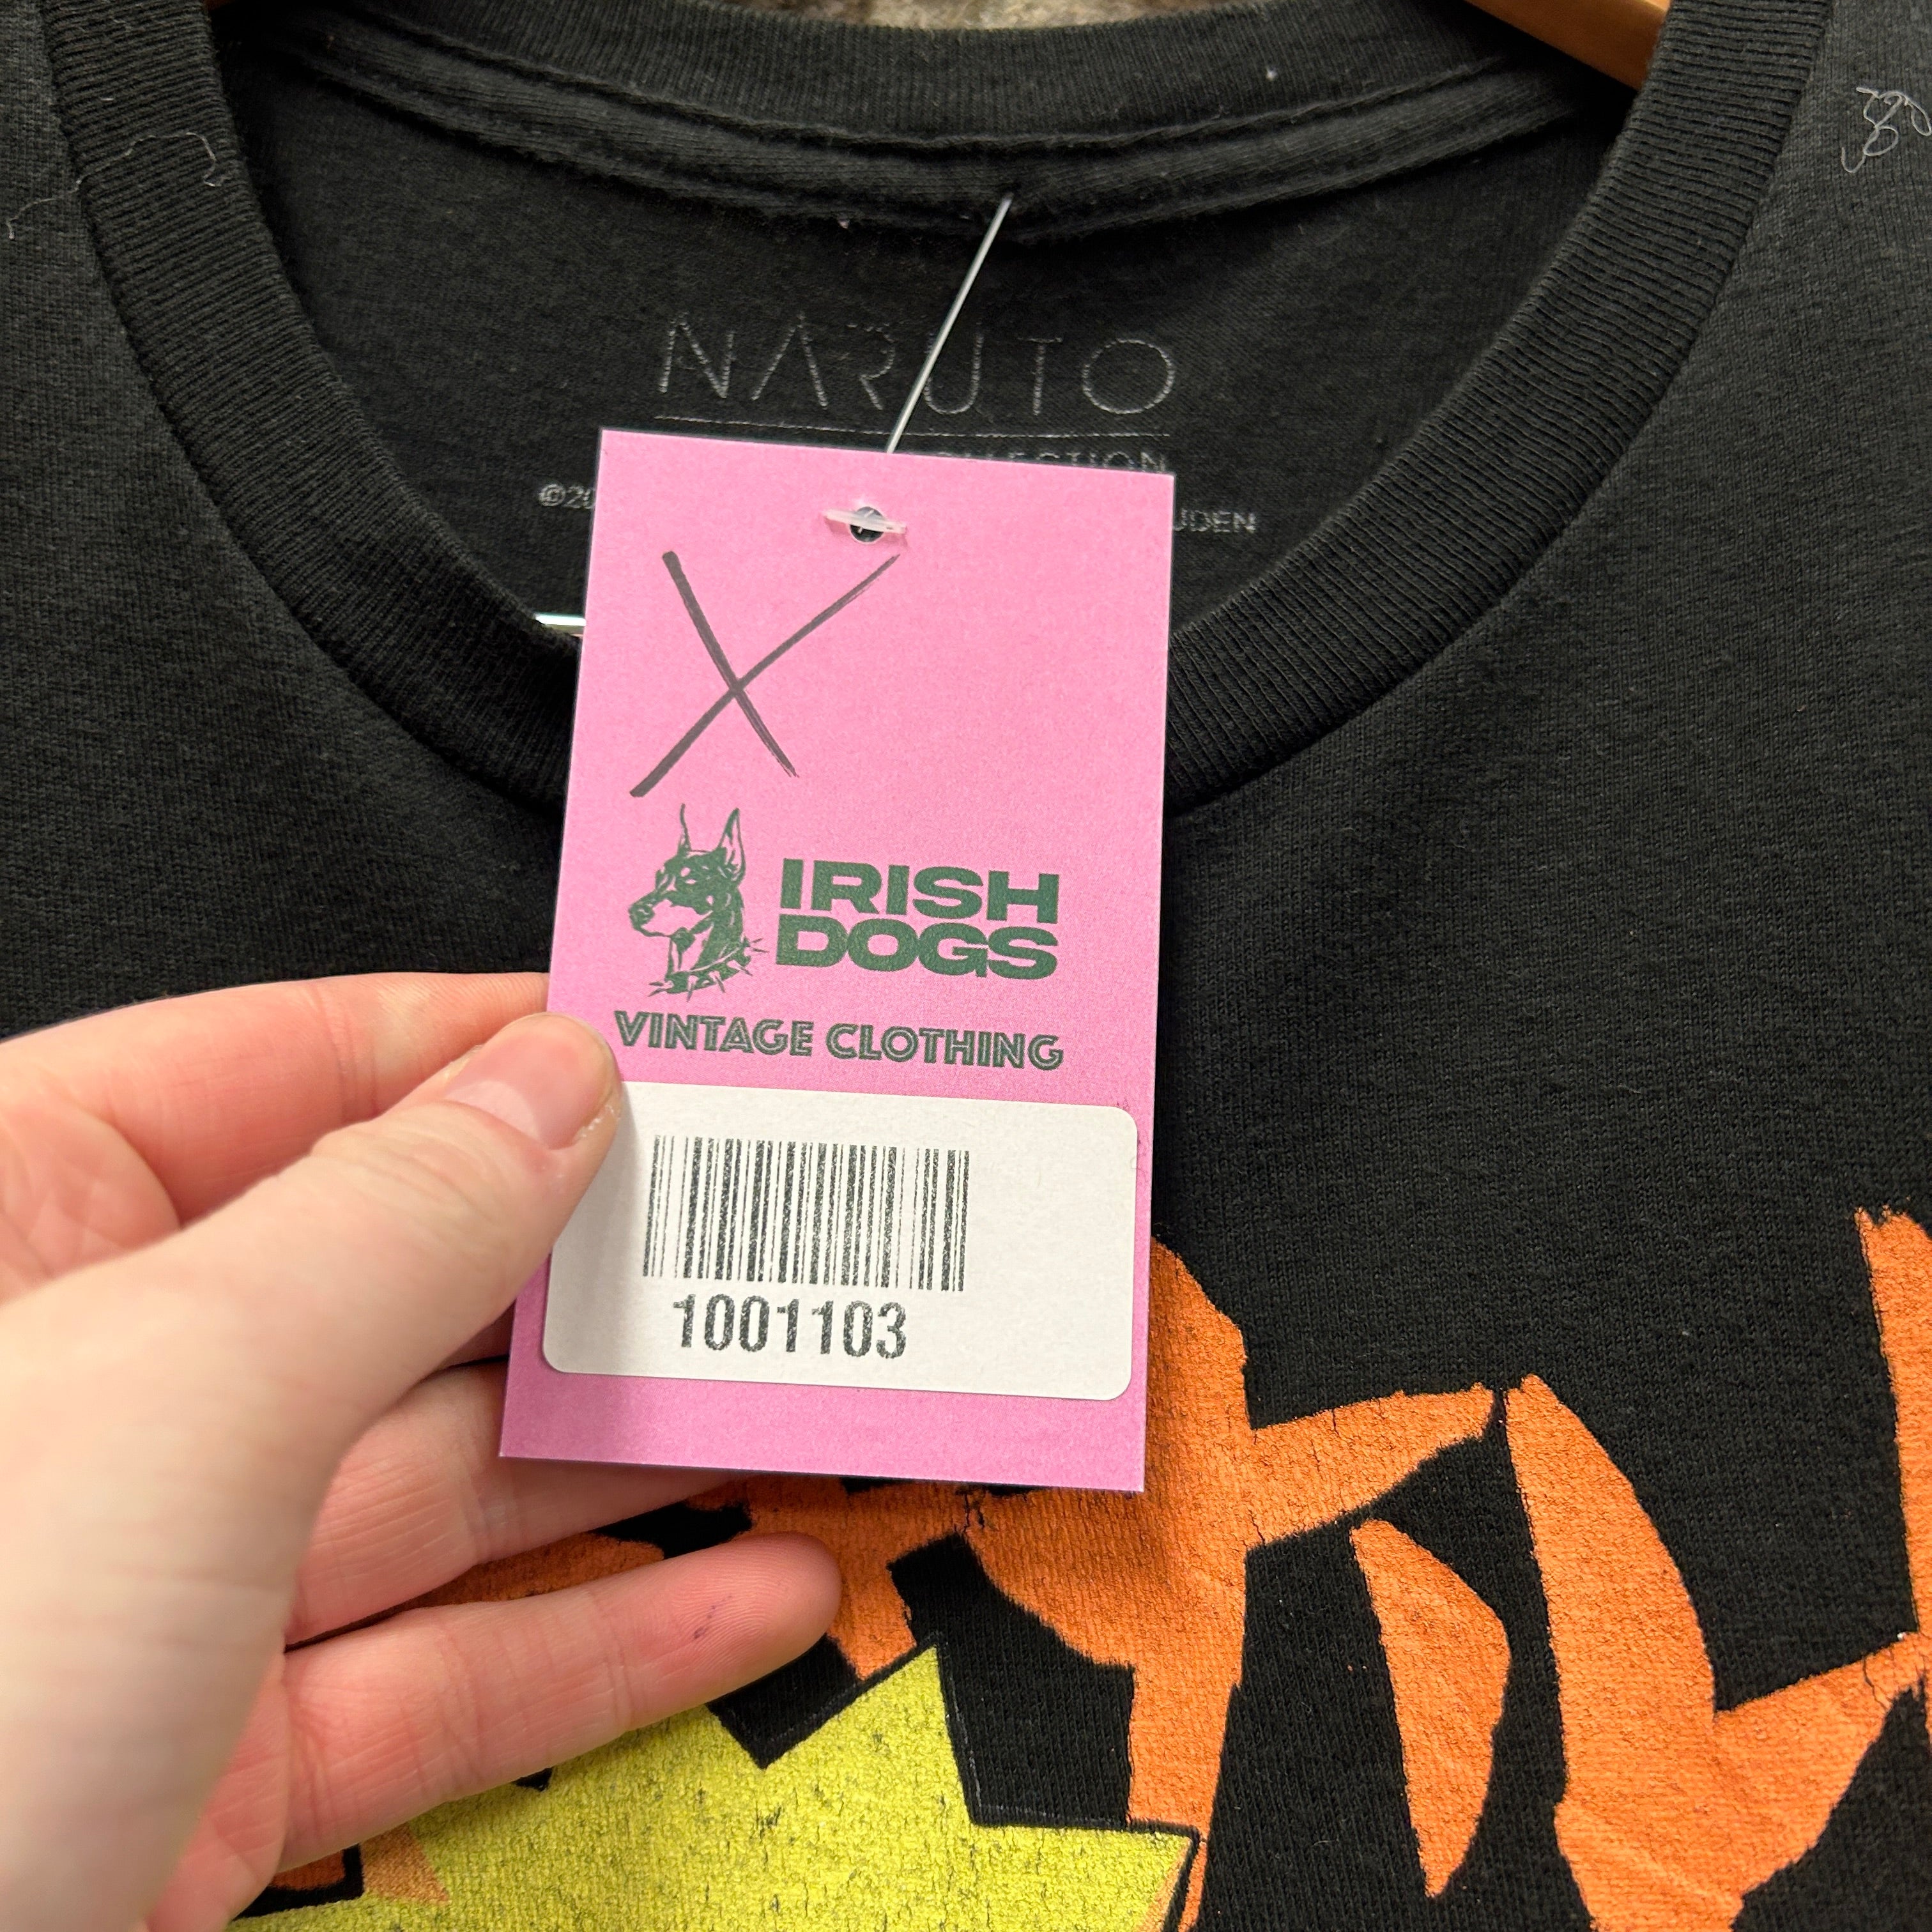 NARUTO
X
IRISH
DOGS
VINTAGE CLOTHING
1001103